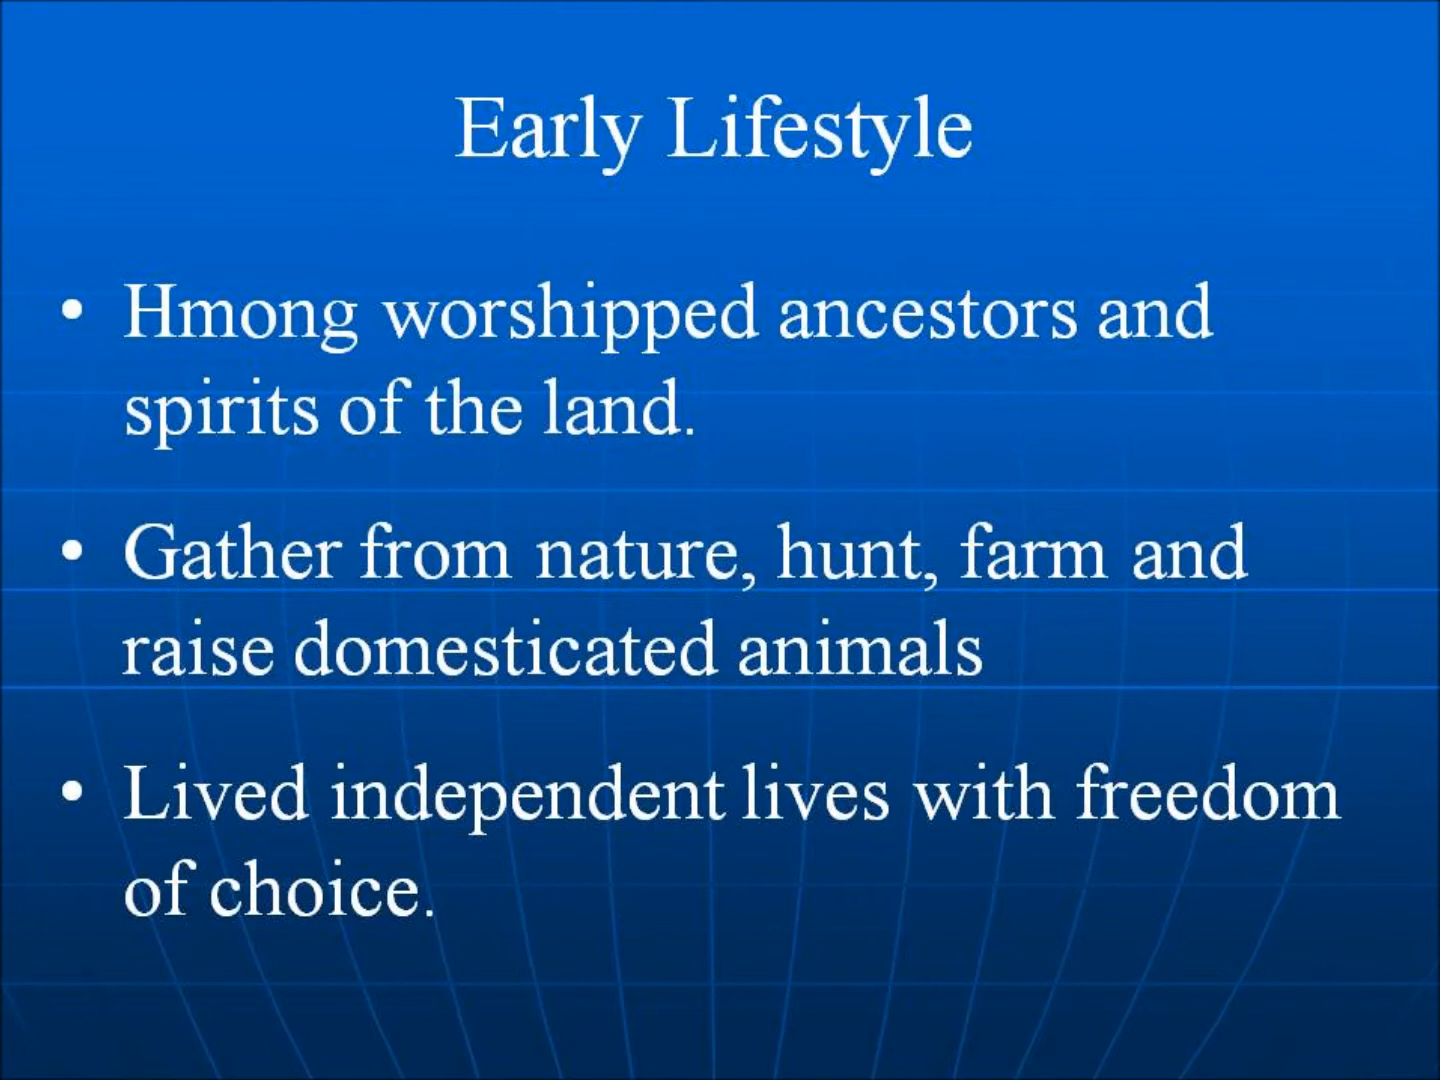 Early Lifestyle
• Hmong worshipped ancestors and
spirits of the land.
• Gather from nature, hunt, farm and
raise domesticated animals
• Lived independent lives with freedom
of choice.